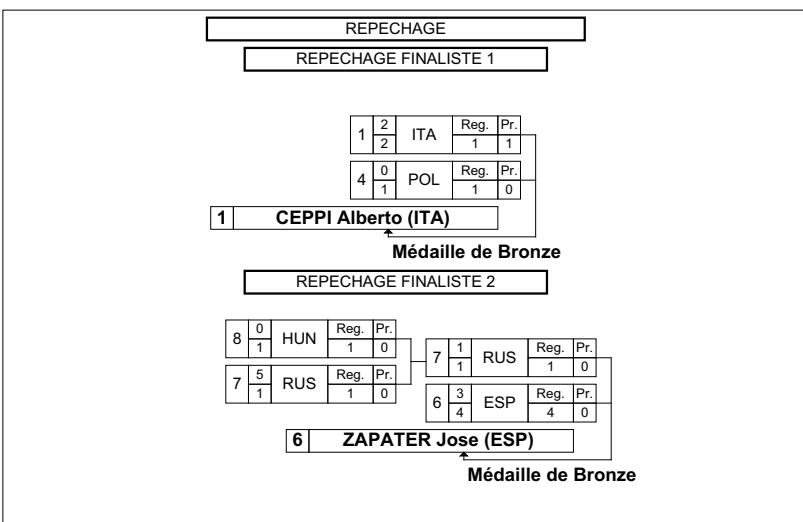 REPECHAGE
REPECHAGE FINALISTE 1
1 2 ITA Reg. Pr.
2 1 1
4 0 POL Reg. Pr.
1 1 0
1 CEPPI Alberto (ITA)
Médaille de Bronze
REPECHAGE FINALISTE 2
8 0 HUN Reg. Pr.
1 1 0
7 1 RUS Reg. Pr.
1 1 0
7 5 RUS Reg. Pr.
1 1 0
6 3 ESP Reg. Pr.
4 4 0
6 ZAPATER Jose (ESP)
Médaille de Bronze